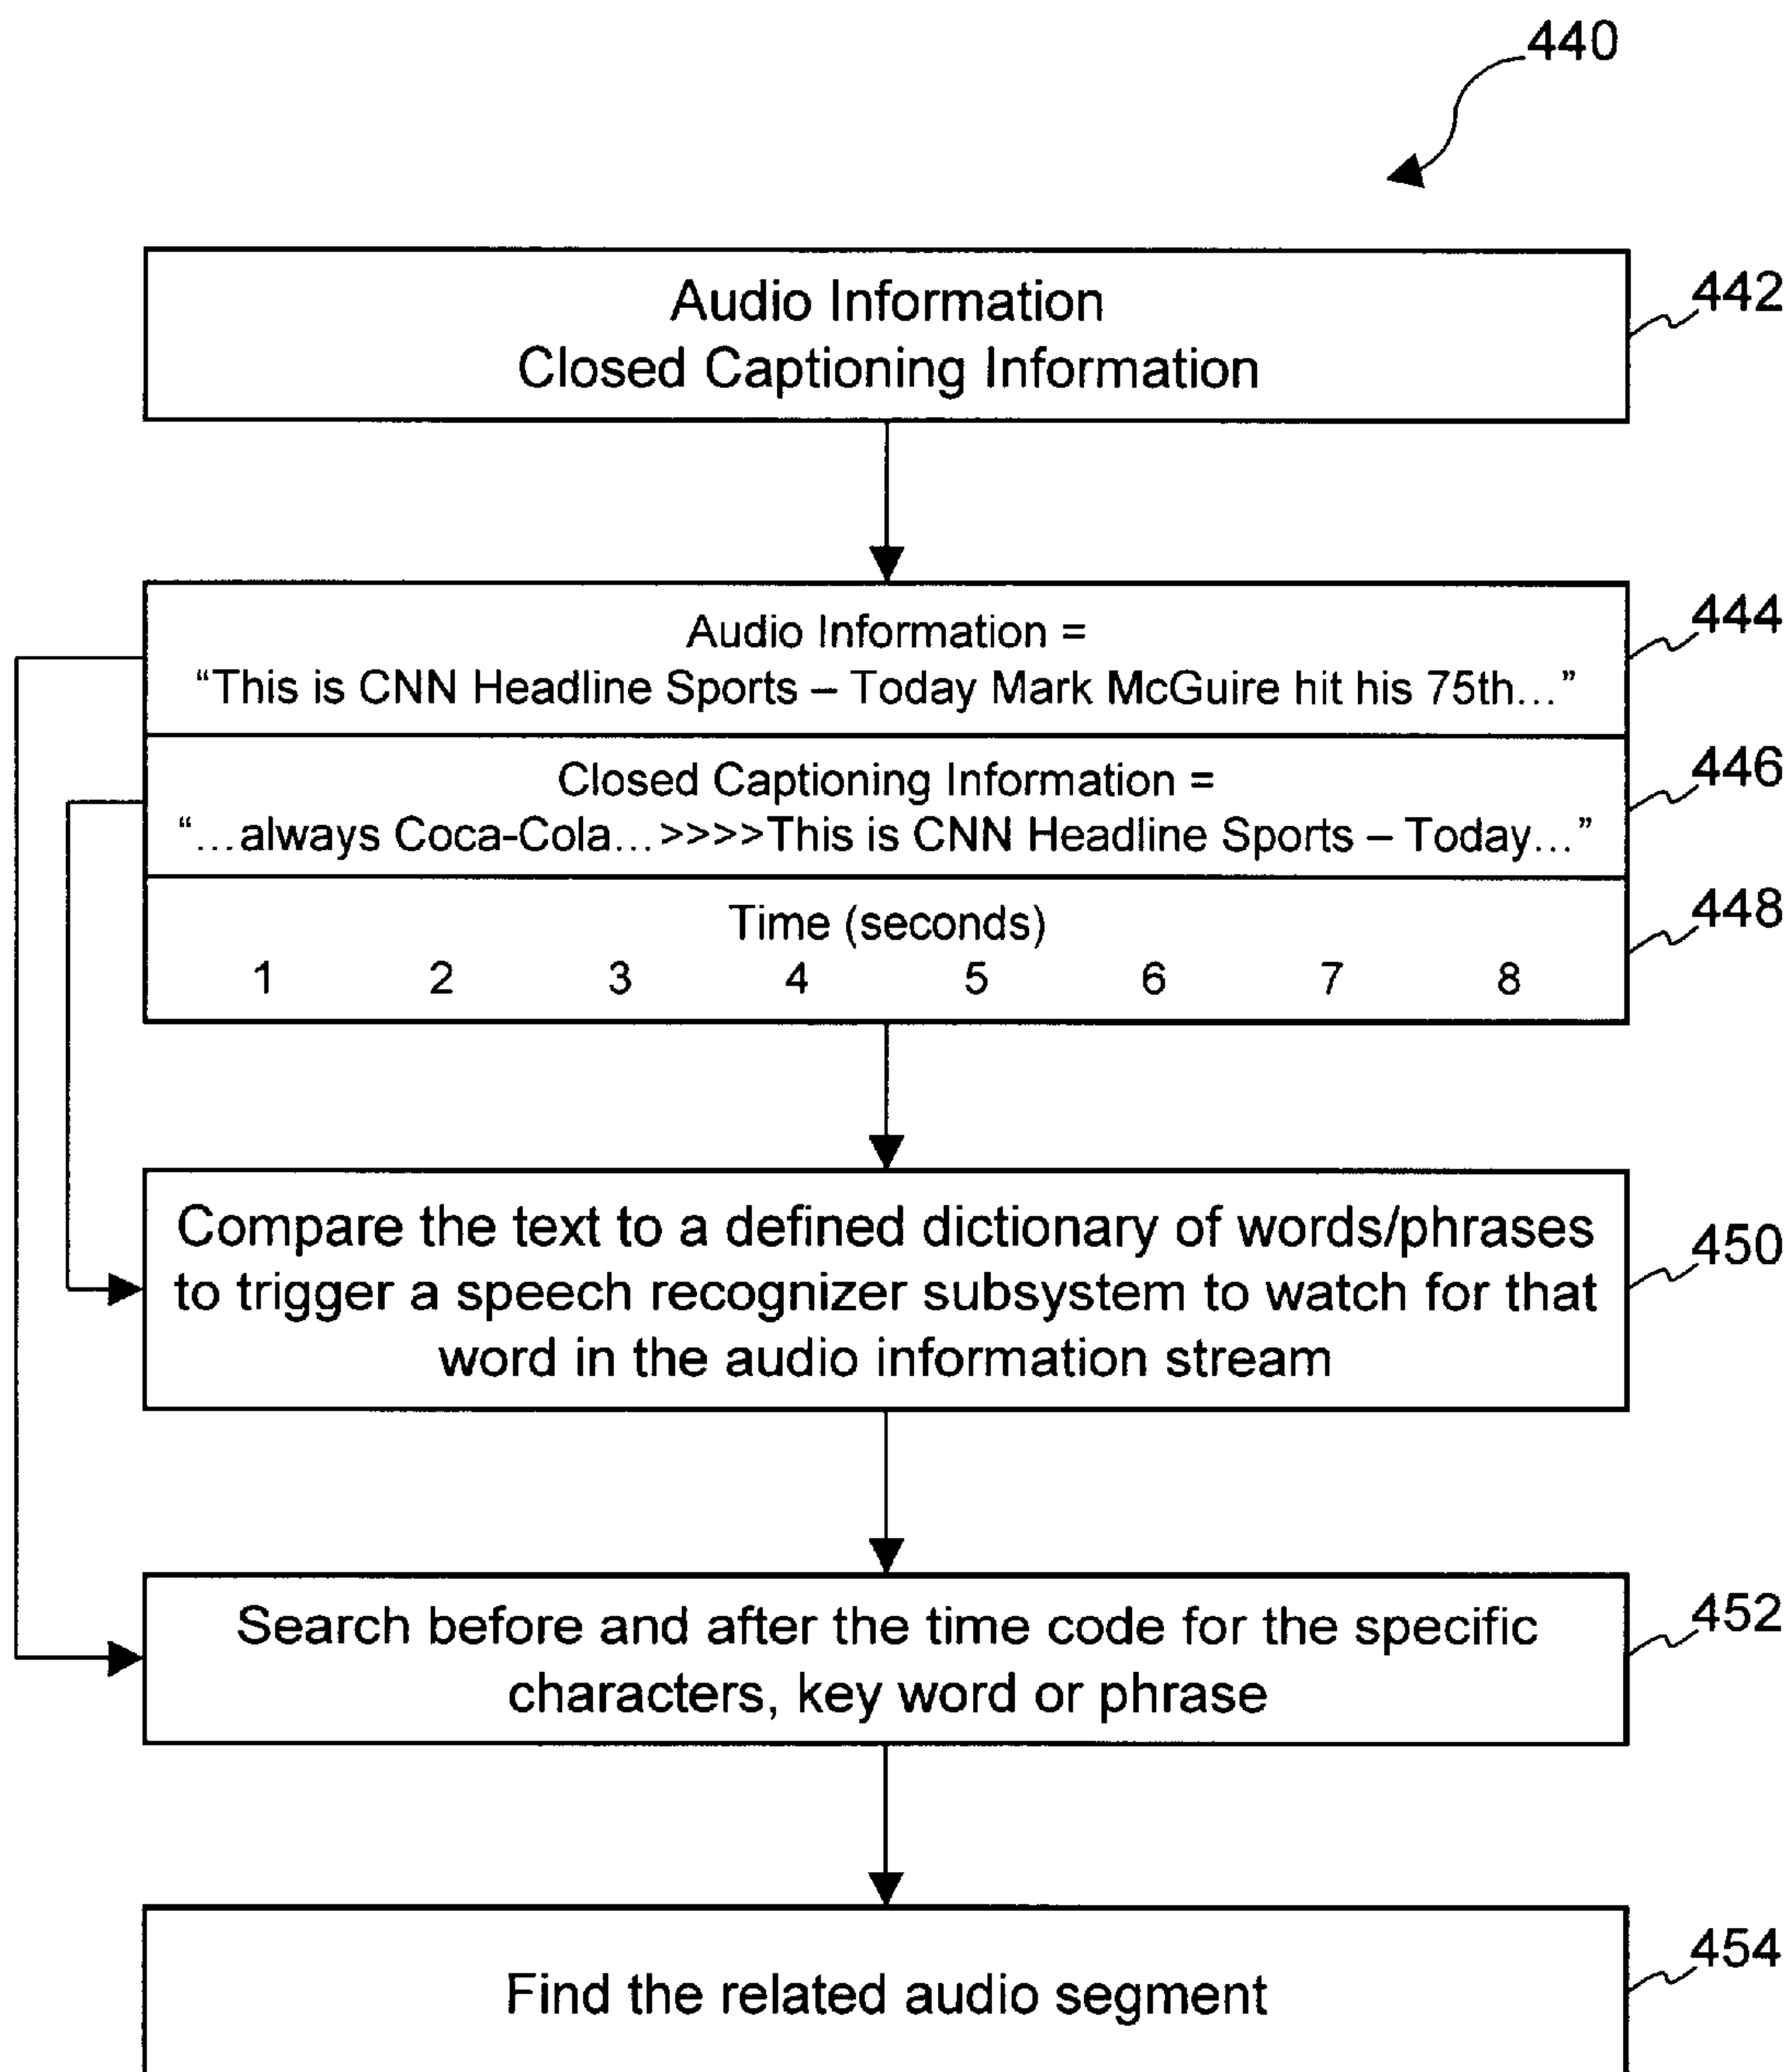 440
Audio Information
Closed Captioning Information
442
Audio Information =
“This is CNN Headline Sports – Today Mark McGuire hit his 75th…”
444
Closed Captioning Information =
“…always Coca-Cola…>>>>This is CNN Headline Sports – Today…”
446
Time (seconds)
1 2 3 4 5 6 7 8
448
Compare the text to a defined dictionary of words/phrases
to trigger a speech recognizer subsystem to watch for that
word in the audio information stream
450
Search before and after the time code for the specific
characters, key word or phrase
452
Find the related audio segment
454